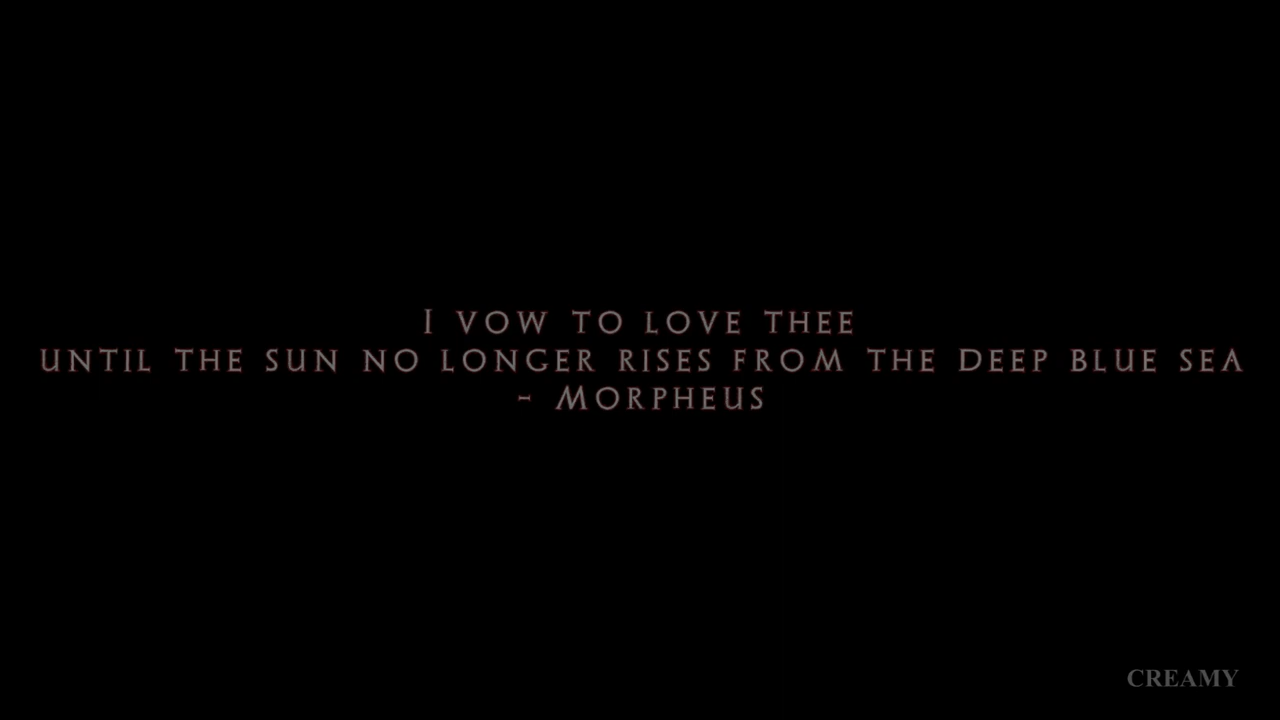 I VOW TO LOVE THEE
UNTIL THE SUN NO LONGER RISES FROM THE DEEP BLUE SEA
- MORPHEUS
CREAMY